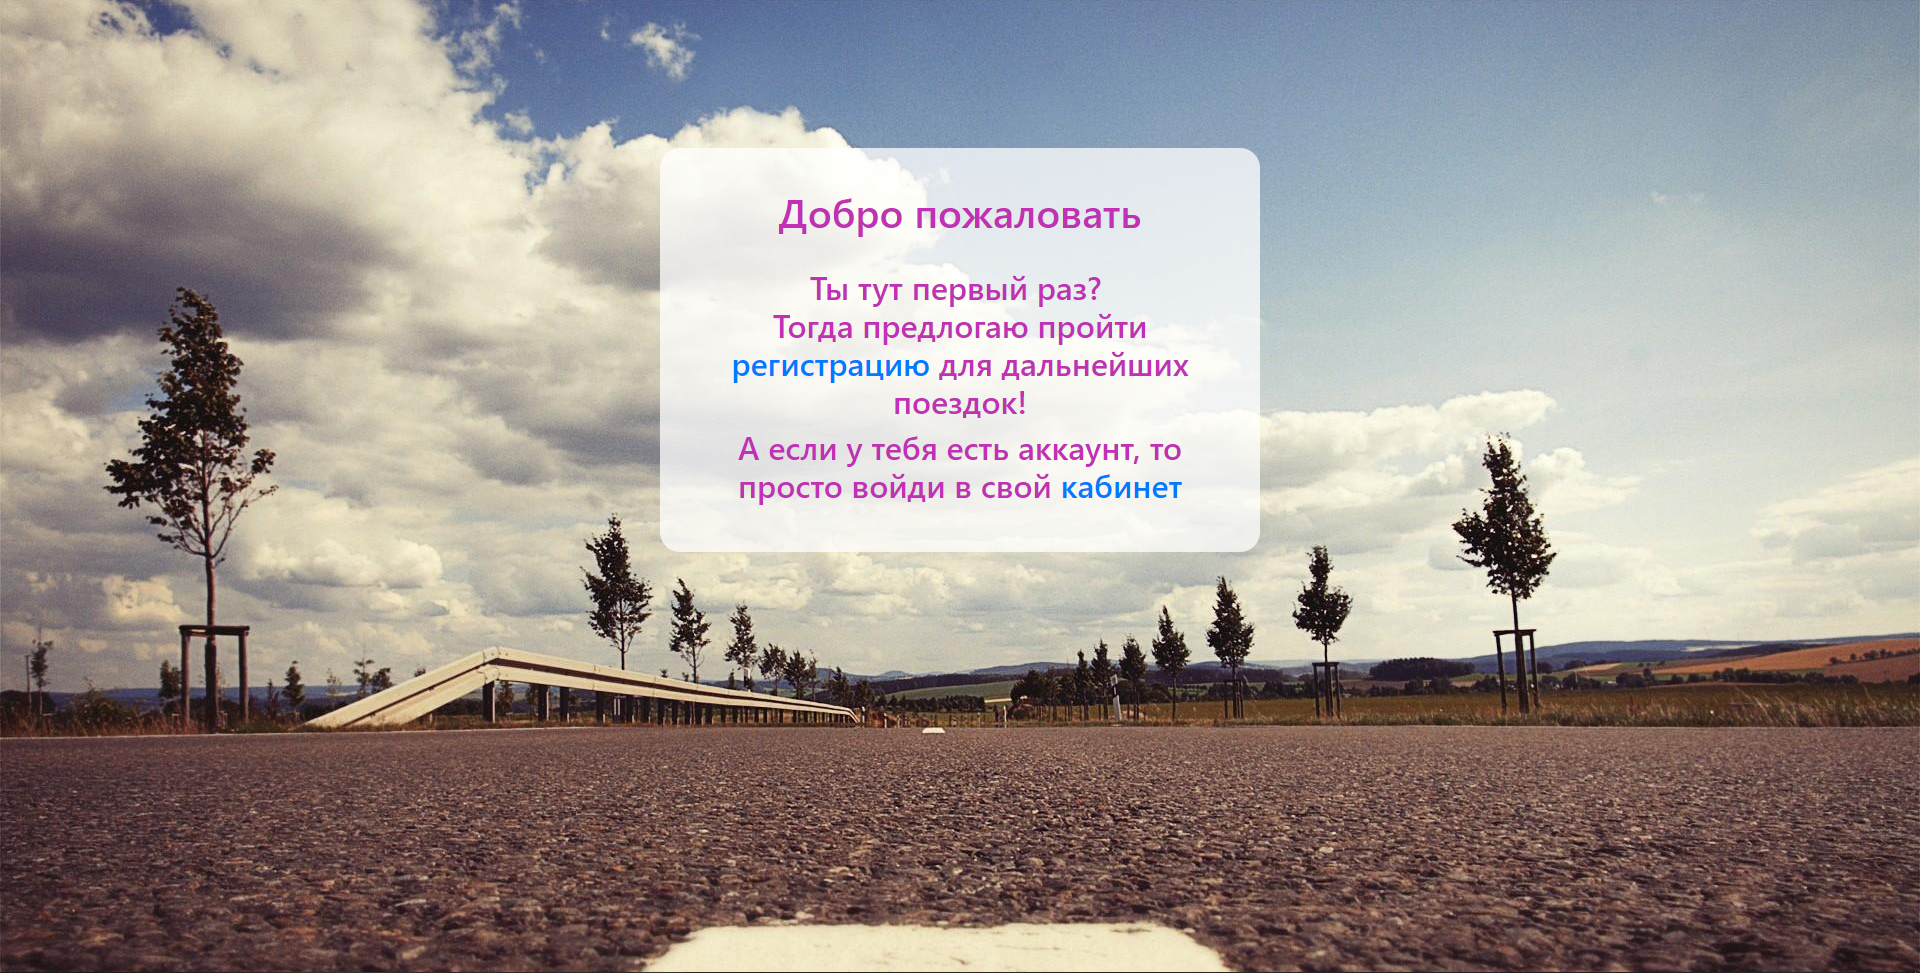 Добро пожаловать
Ты тут первый раз?
Тогда предлогаю пройти
регистрацию для дальнейших
поездок!
А если у тебя есть аккаунт, то
просто войди в свой кабинет